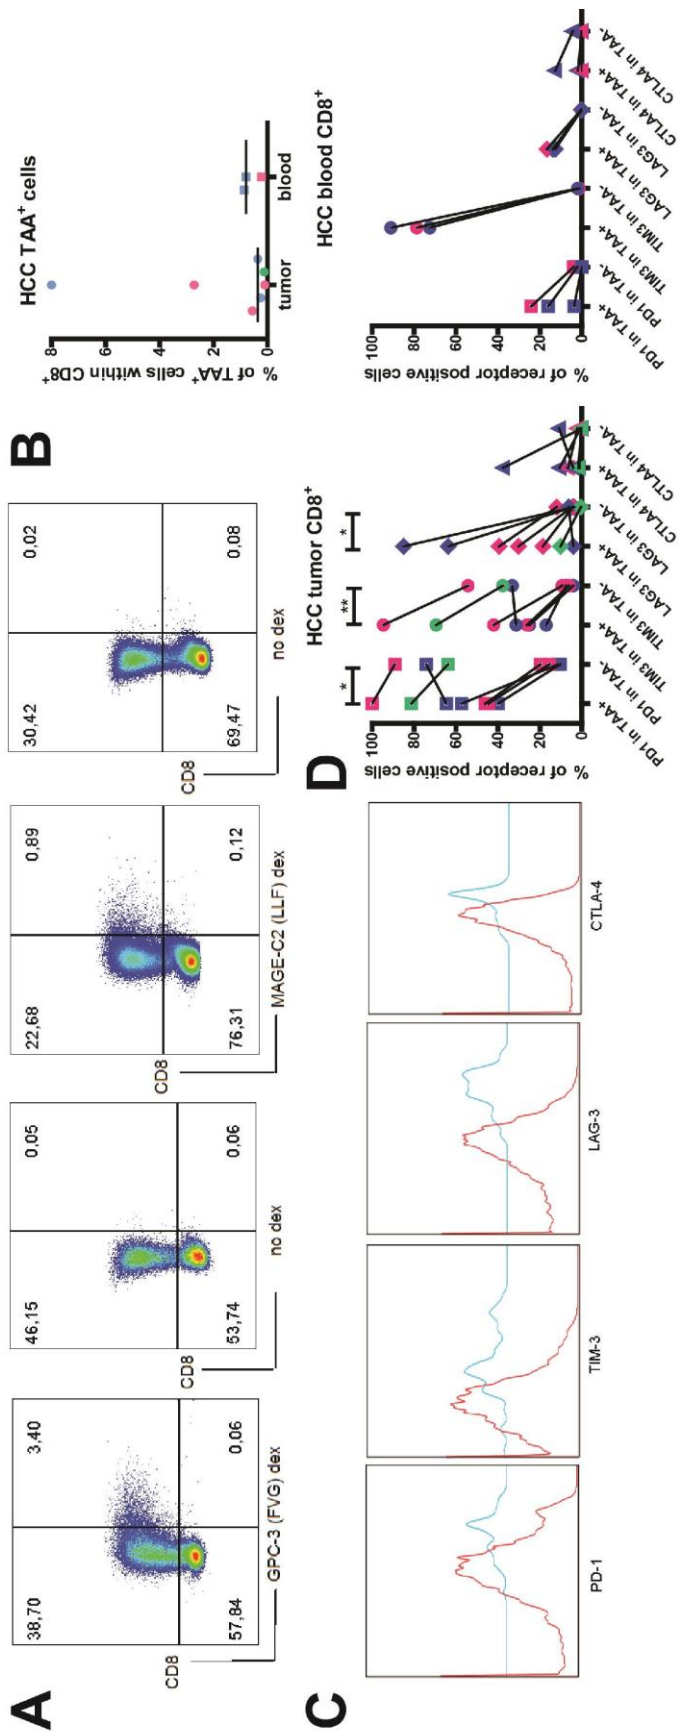 A
38,70
3,40
57,84
0,06
CD8
GPC-3 (FVG) dex
46,15
0,05
53,74
0,06
CD8
no dex
22,68
0,89
76,31
0,12
CD8
MAGE-C2 (LLF) dex
30,42
0,02
69,47
0,08
CD8
no dex
B
HCC TAA+ cells
% of TAA+ cells within CD8+
8
6
4
2
0
tumor
blood
C
PD-1
TIM-3
LAG-3
CTLA-4
D
HCC tumor CD8+
% of receptor positive cells
100
80
60
40
20
0
*
**
*
PD1 in TAA+
PD1 in TAA-
TIM3 in TAA+
TIM3 in TAA-
LAG3 in TAA+
LAG3 in TAA-
CTLA4 in TAA+
CTLA4 in TAA-
HCC blood CD8+
% of receptor positive cells
100
80
60
40
20
0
PD1 in TAA+
PD1 in TAA-
TIM3 in TAA+
TIM3 in TAA-
LAG3 in TAA+
LAG3 in TAA-
CTLA4 in TAA+
CTLA4 in TAA-